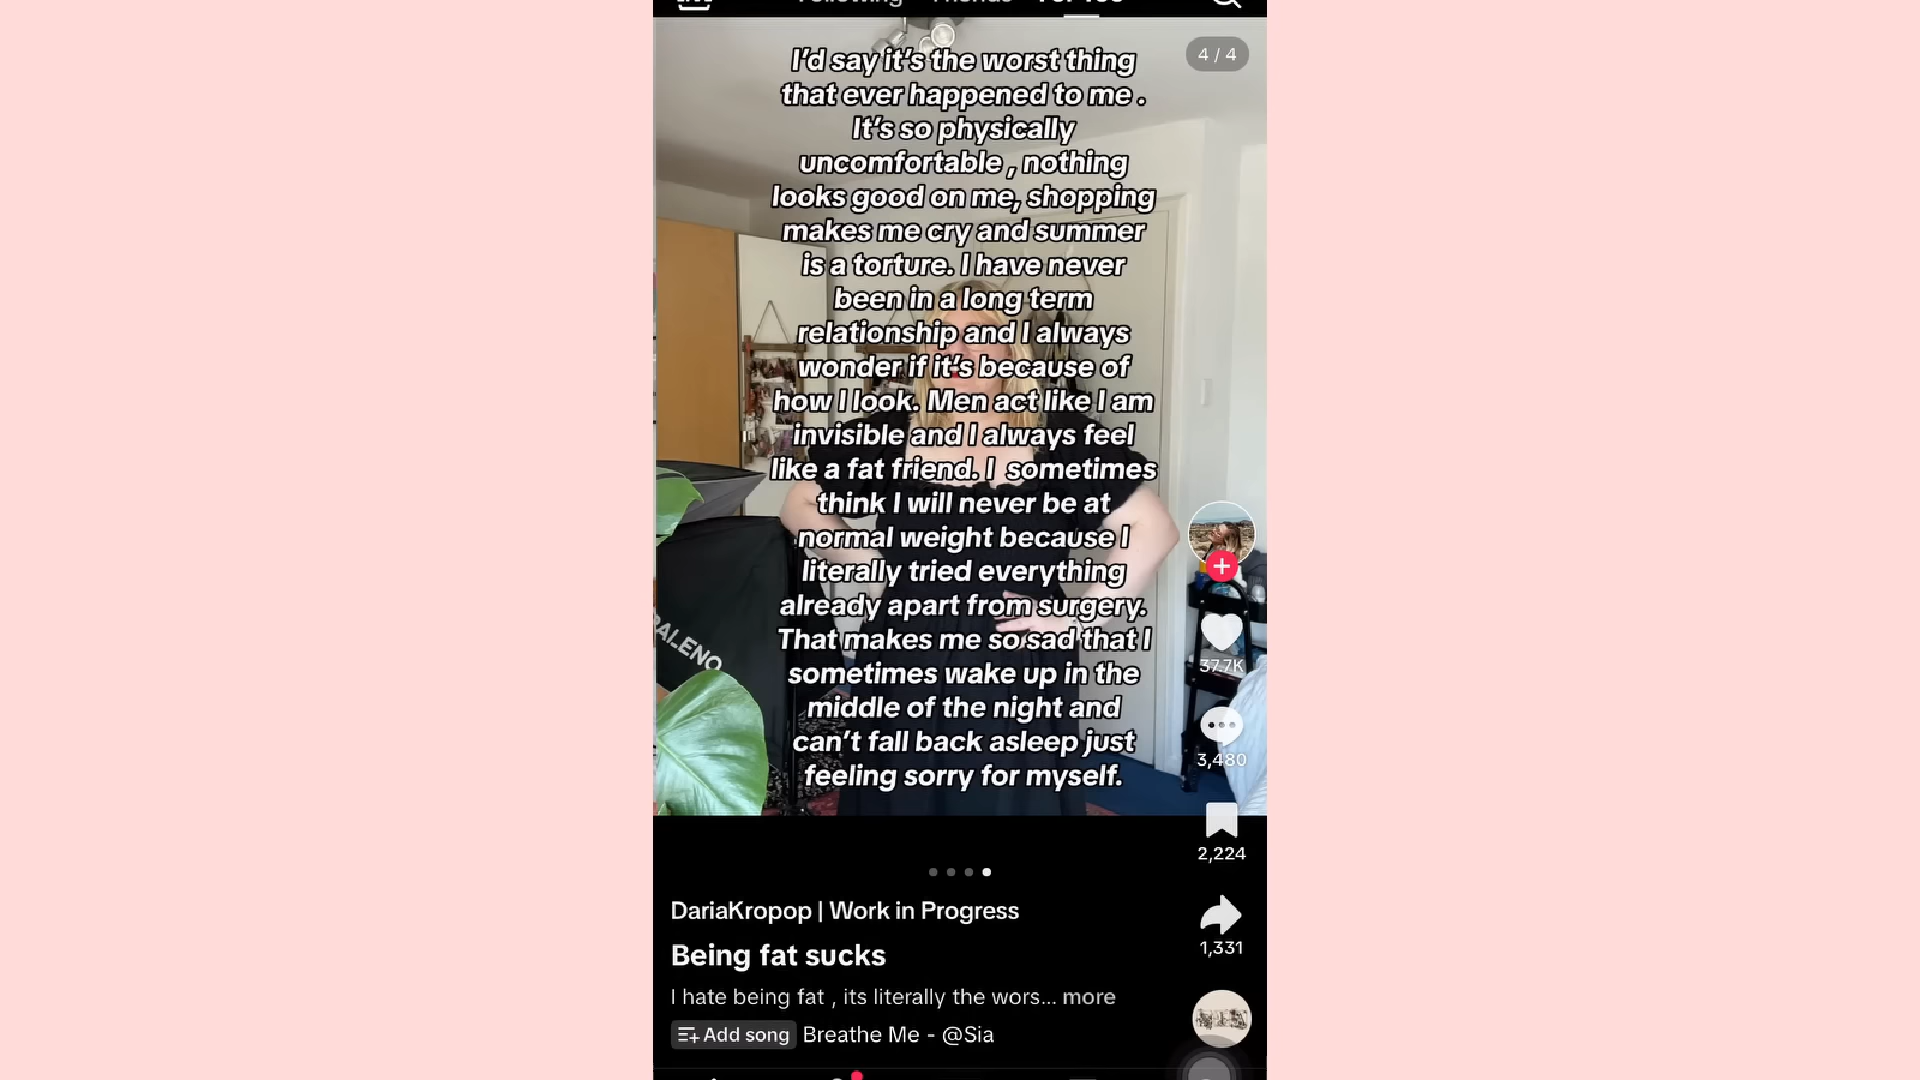 Following Friends For You
4 / 4
I'd say it's the worst thing
that ever happened to me .
It's so physically
uncomfortable , nothing
looks good on me, shopping
makes me cry and summer
is a torture. I have never
been in a long term
relationship and I always
wonder if it's because of
how I look. Men act like I am
invisible and I always feel
like a fat friend. I sometimes
think I will never be at
normal weight because I
literally tried everything
already apart from surgery.
That makes me so sad that I
sometimes wake up in the
middle of the night and
can't fall back asleep just
feeling sorry for myself.
37.7K
3,480
2,224
1,331
DariaKropop | Work in Progress
Being fat sucks
I hate being fat , its literally the wors... more
Add song Breathe Me - @Sia